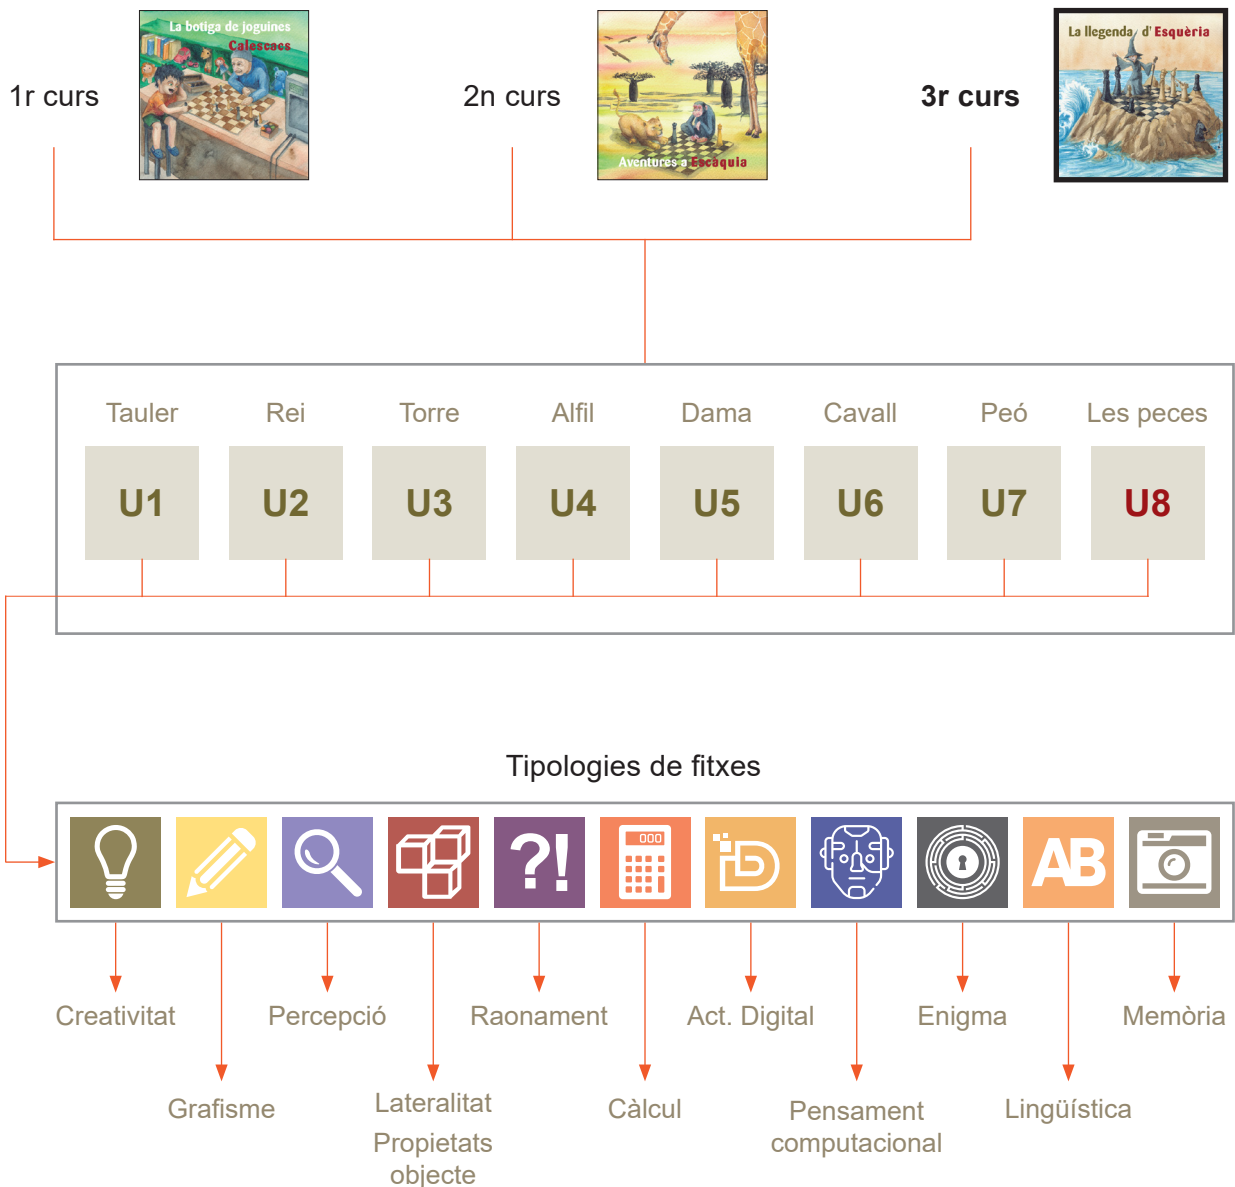 La botiga de joguines
Calescacs
1r curs
2n curs
Aventures a Escàquia
3r curs
La llegenda d'Esquèria
Tauler
Rei
Torre
Alfil
Dama
Cavall
Peó
Les peces
U1
U2
U3
U4
U5
U6
U7
U8
Tipologies de fitxes
?!
000
D
AB
Creativitat
Percepció
Raonament
Act. Digital
Enigma
Memòria
Grafisme
Lateralitat
Propietats
objecte
Càlcul
Pensament
computacional
Lingüística